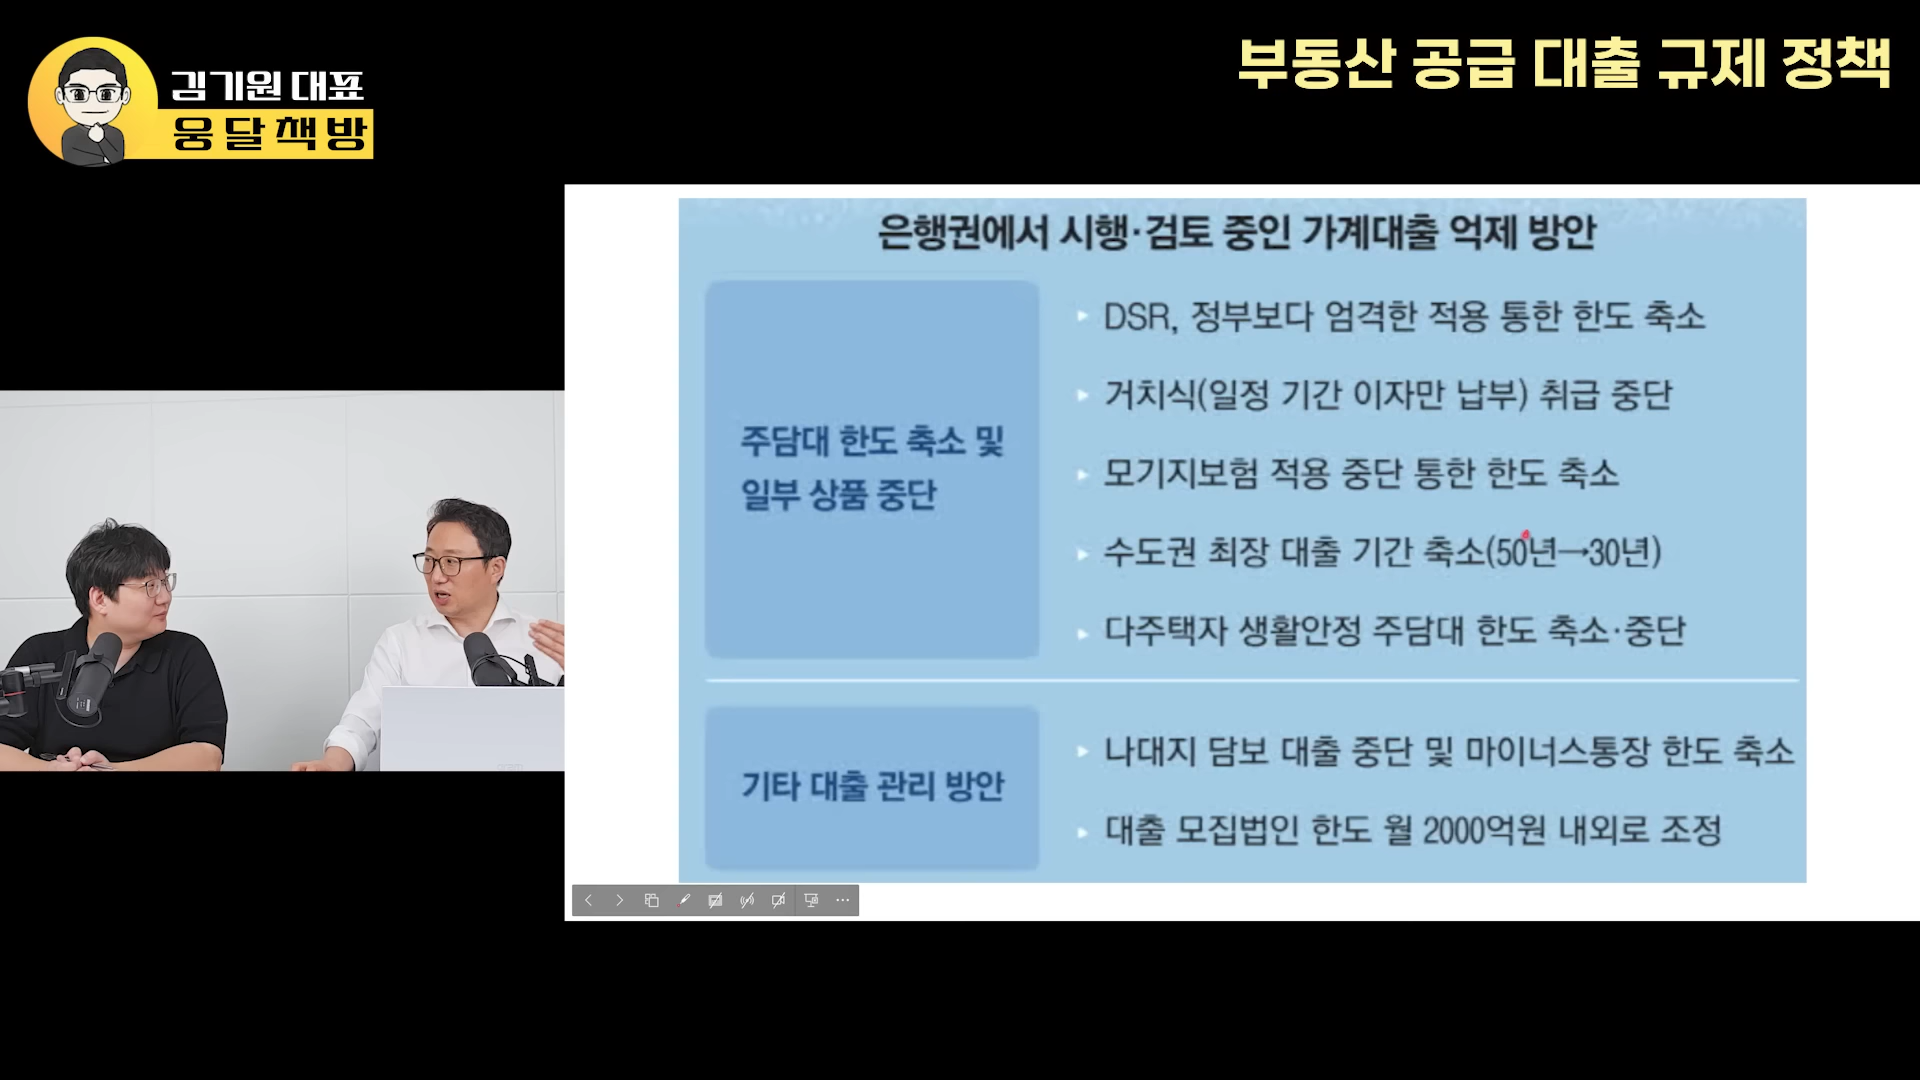 김기원 대표
웅달책방
부동산 공급 대출 규제 정책
은행권에서 시행·검토 중인 가계대출 억제 방안
주담대 한도 축소 및
일부 상품 중단
▸ DSR, 정부보다 엄격한 적용 통한 한도 축소
▸ 거치식(일정 기간 이자만 납부) 취급 중단
▸ 모기지보험 적용 중단 통한 한도 축소
▸ 수도권 최장 대출 기간 축소(50년→30년)
▸ 다주택자 생활안정 주담대 한도 축소·중단
기타 대출 관리 방안
▸ 나대지 담보 대출 중단 및 마이너스통장 한도 축소
▸ 대출 모집법인 한도 월 2000억원 내외로 조정